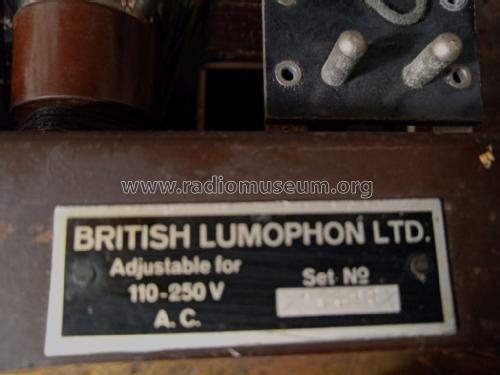 www.radiomuseum.org
BRITISH LUMOPHON LTD.
Adjustable for
110-250 V
A. C.
Set Nº